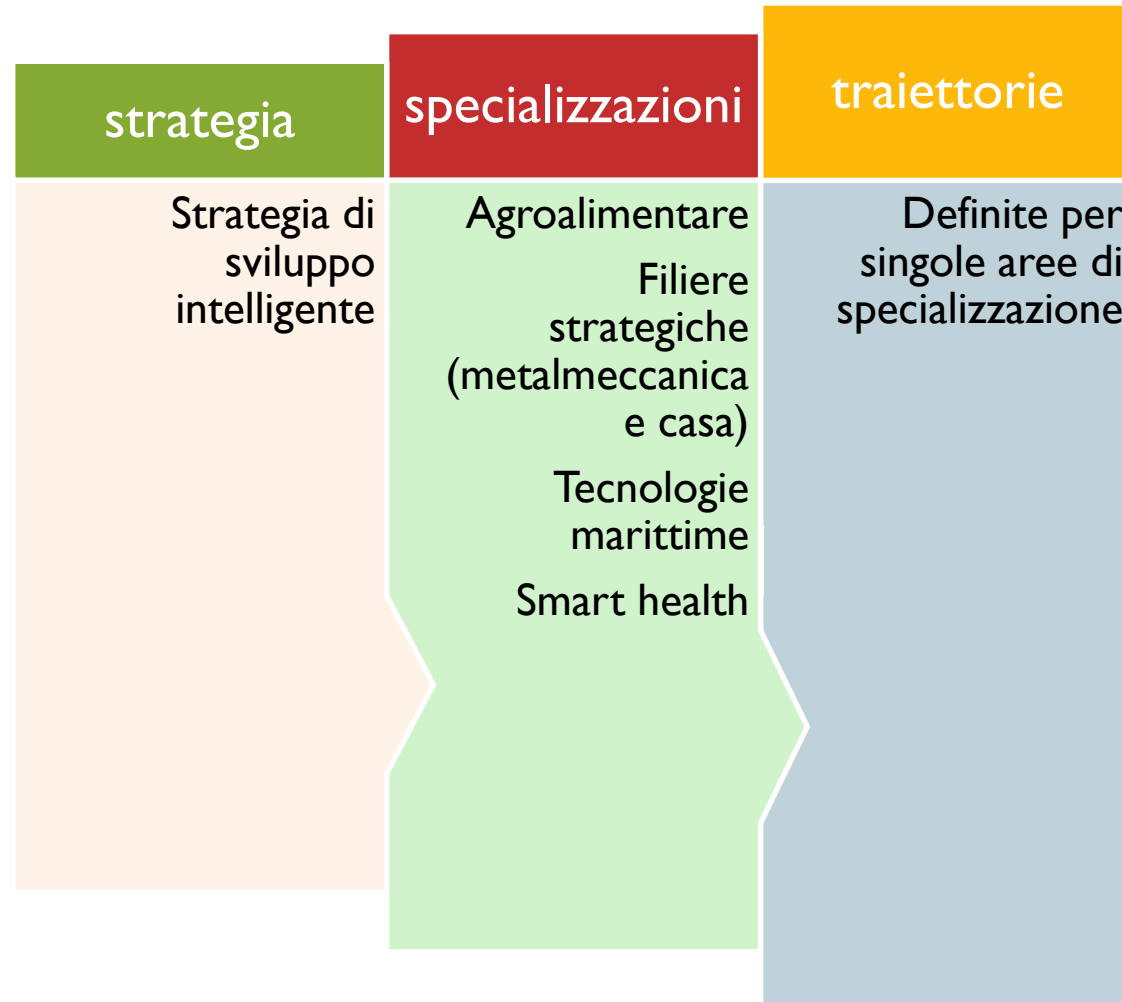 strategia
Strategia di
sviluppo
intelligente
specializzazioni
Agroalimentare
Filiere
strategiche
(metalmeccanica
e casa)
Tecnologie
marittime
Smart health
traiettorie
Definite per
singole aree di
specializzazione